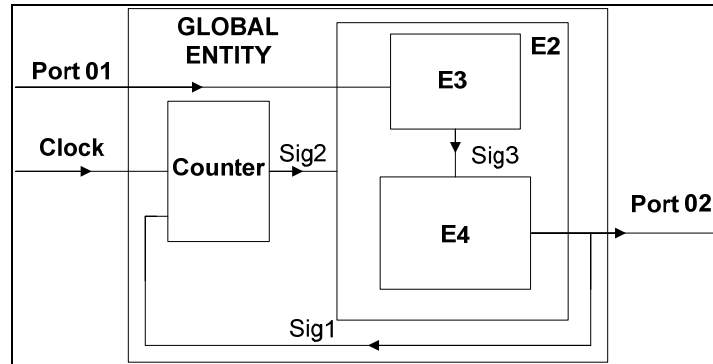 GLOBAL
ENTITY
E2
Port 01
E3
Clock
Counter
Sig2
Sig3
Port 02
E4
Sig1